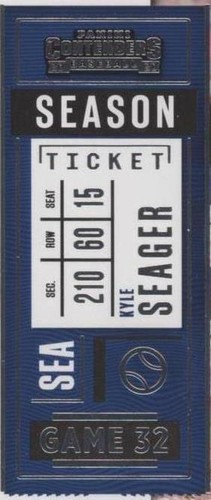 PANINI
CONTENDERS
BASEBALL
SEASON
TICKET
SEC. ROW SEAT
210 60 15
KYLE
SEAGER
SEA
GAME 32